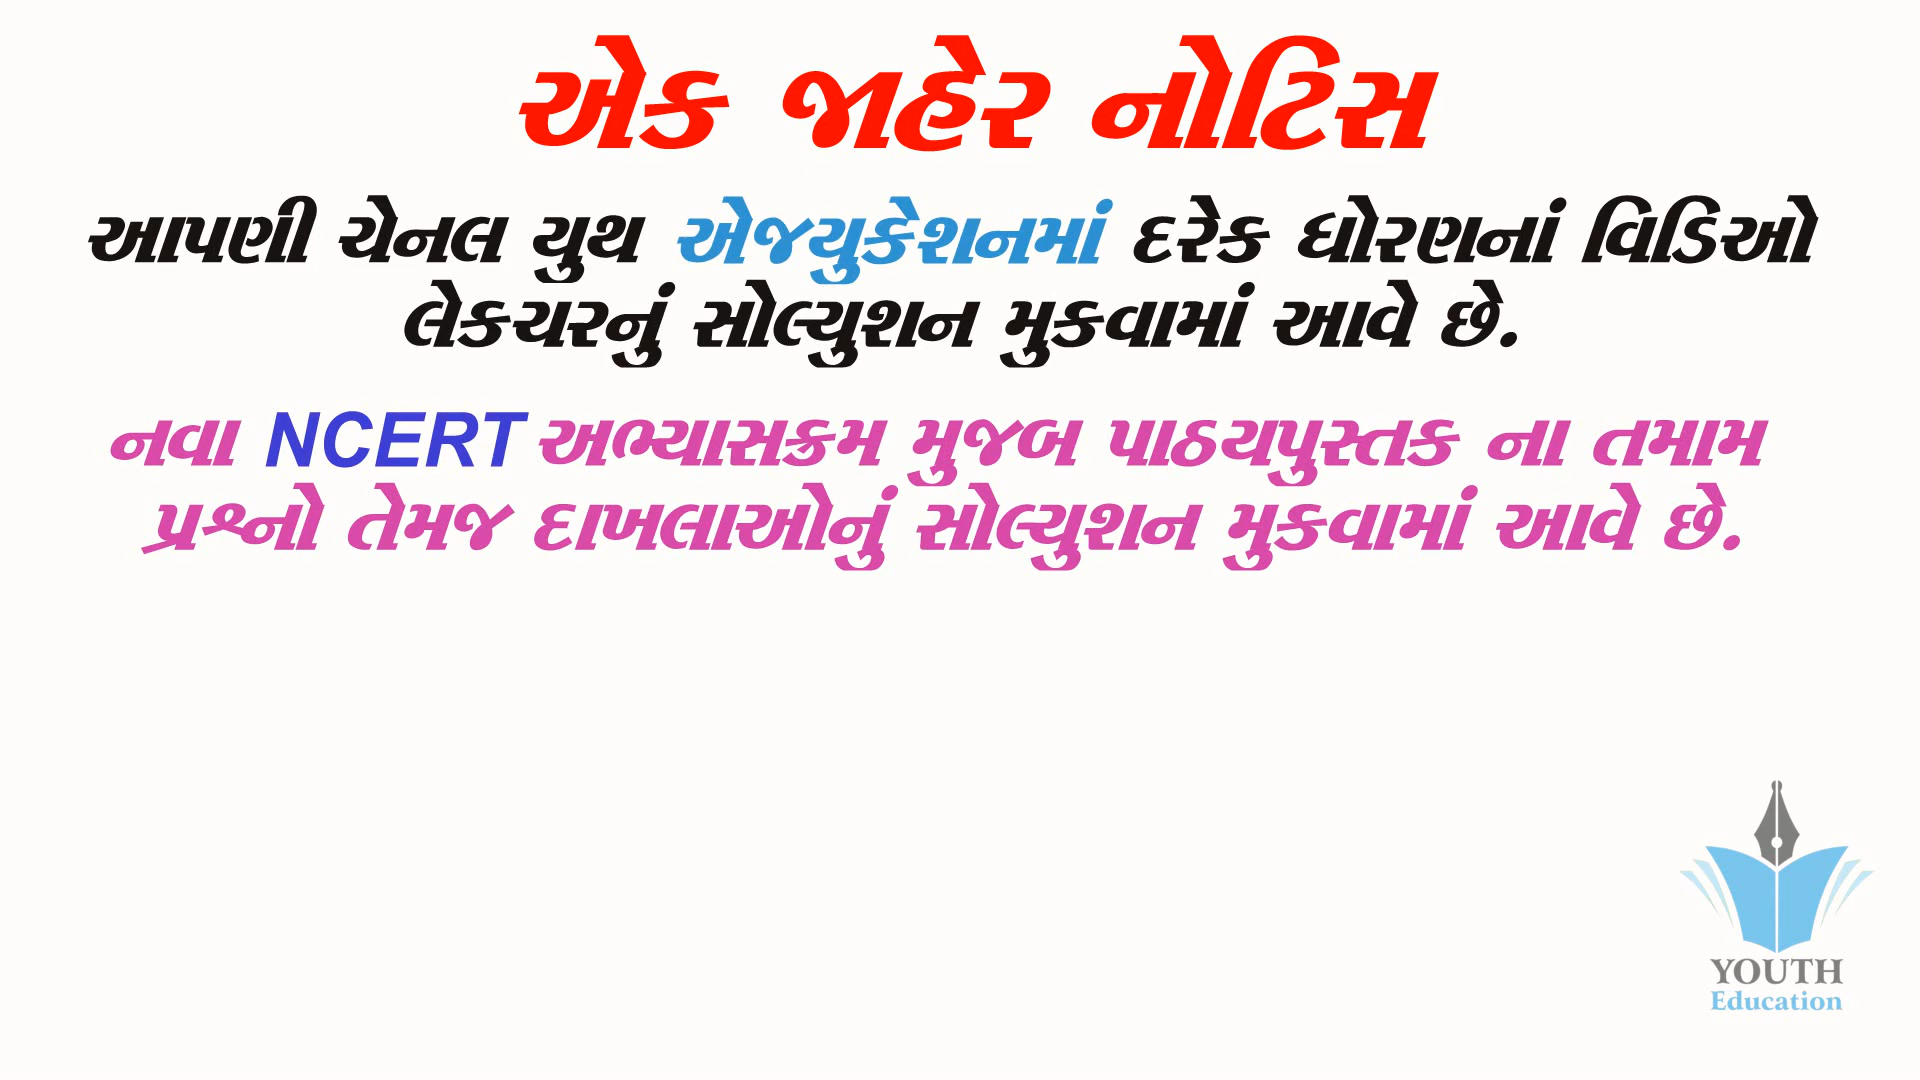 એક જાહેર નોટિસ
આપણી ચેનલ યુથ એજયુકેશનમાં દરેક ધોરણનાં વિડિઓ
લેકચરનું સોલ્યુશન મુકવામાં આવે છે.
નવા NCERT અભ્યાસક્રમ મુજબ પાઠયપુસ્તક ના તમામ
પ્રશ્નો તેમજ દાખલાઓનું સોલ્યુશન મુકવામાં આવે છે.
YOUTH
Education